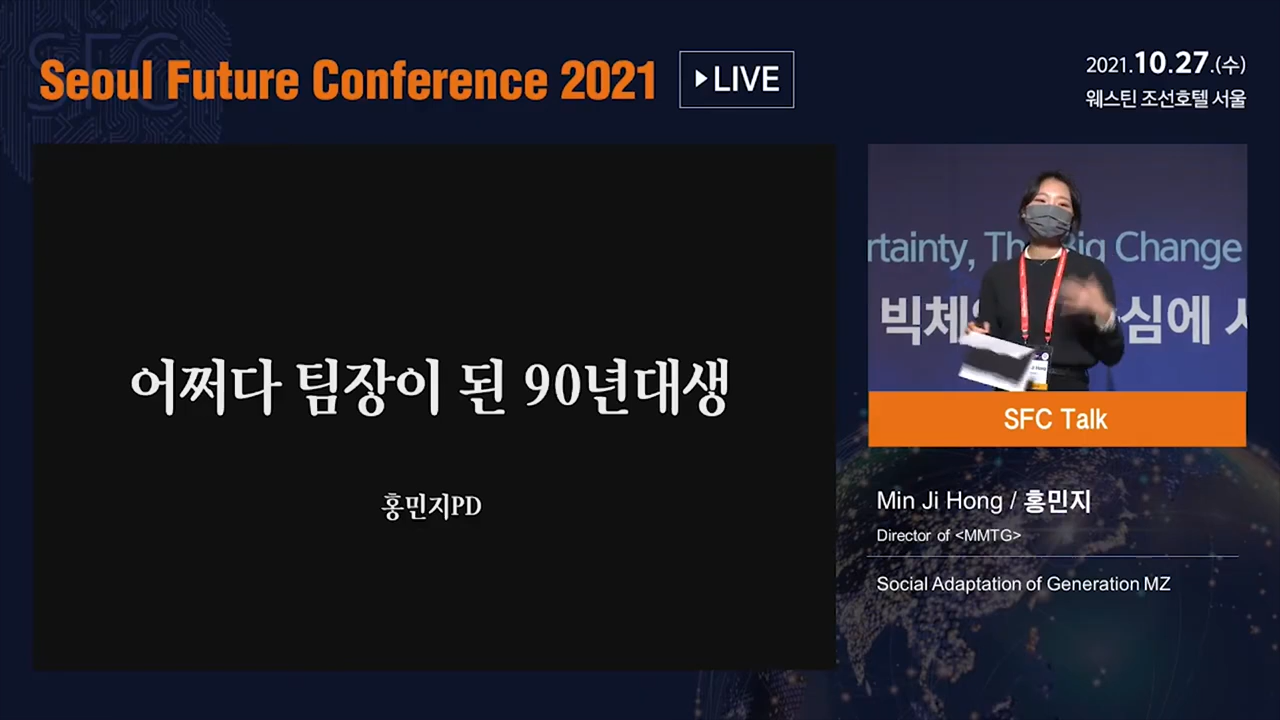 SFC
Seoul Future Conference 2021
LIVE
2021.10.27.(수)
웨스틴 조선호텔 서울
어쩌다 팀장이 된 90년대생
홍민지PD
rtainty, Th Big Change
빅체 심에 시
SFC Talk
Min Ji Hong / 홍민지
Director of <MMTG>
Social Adaptation of Generation MZ